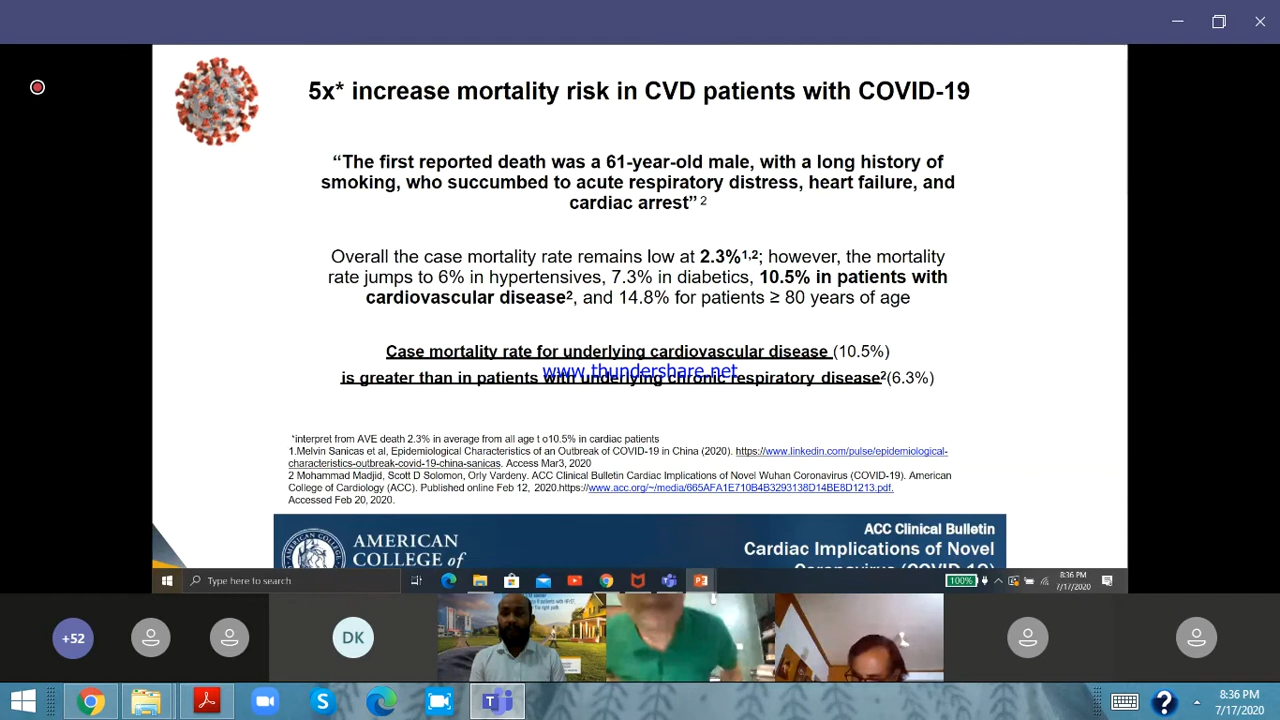 5x* increase mortality risk in CVD patients with COVID-19
“The first reported death was a 61-year-old male, with a long history of
smoking, who succumbed to acute respiratory distress, heart failure, and
cardiac arrest” 2
Overall the case mortality rate remains low at 2.3%1,2; however, the mortality
rate jumps to 6% in hypertensives, 7.3% in diabetics, 10.5% in patients with
cardiovascular disease2, and 14.8% for patients ≥ 80 years of age
Case mortality rate for underlying cardiovascular disease (10.5%)
www.thundershare.net
is greater than in patients with underlying chronic respiratory disease2(6.3%)
*interpret from AVE death 2.3% in average from all age t o10.5% in cardiac patients
1.Melvin Sanicas et al, Epidemiological Characteristics of an Outbreak of COVID-19 in China (2020). https://www.linkedin.com/pulse/epidemiological-
characteristics-outbreak-covid-19-china-sanicas. Access Mar3, 2020
2 Mohammad Madjid, Scott D Solomon, Orly Vardeny. ACC Clinical Bulletin Cardiac Implications of Novel Wuhan Coronavirus (COVID-19). American
College of Cardiology (ACC). Published online Feb 12, 2020.https://www.acc.org/~/media/665AFA1E710B4B3293138D14BE8D1213.pdf.
Accessed Feb 20, 2020.
AMERICAN
COLLEGE of
ACC Clinical Bulletin
Cardiac Implications of Novel
Coronavirus (COVID-19)
Type here to search
100%
8:36 PM
7/17/2020
+52
DK
8:36 PM
7/17/2020